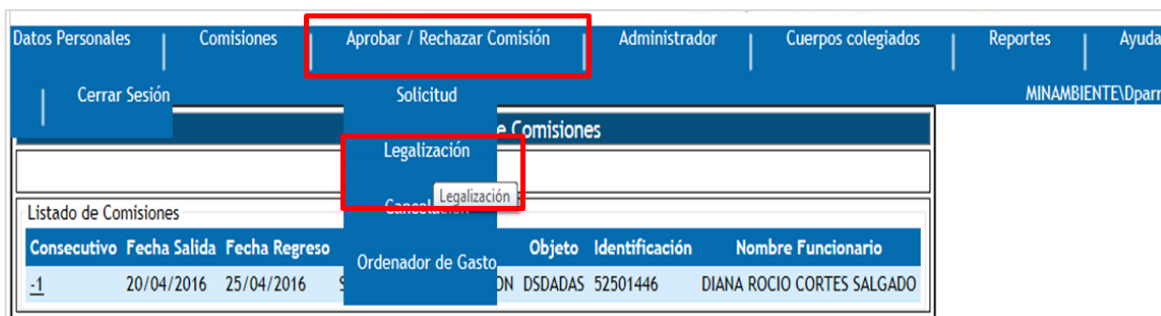 Datos Personales Comisiones Aprobar / Rechazar Comisión Administrador Cuerpos colegiados Reportes Ayuda
Cerrar Sesión Solicitud MINAMBIENTE\Dparr
e Comisiones
Legalización
Legalización
Cancelación
Listado de Comisiones
Consecutivo Fecha Salida Fecha Regreso Objeto Identificación Nombre Funcionario
Ordenador de Gasto
-1 20/04/2016 25/04/2016 S ON DSDADAS 52501446 DIANA ROCIO CORTES SALGADO